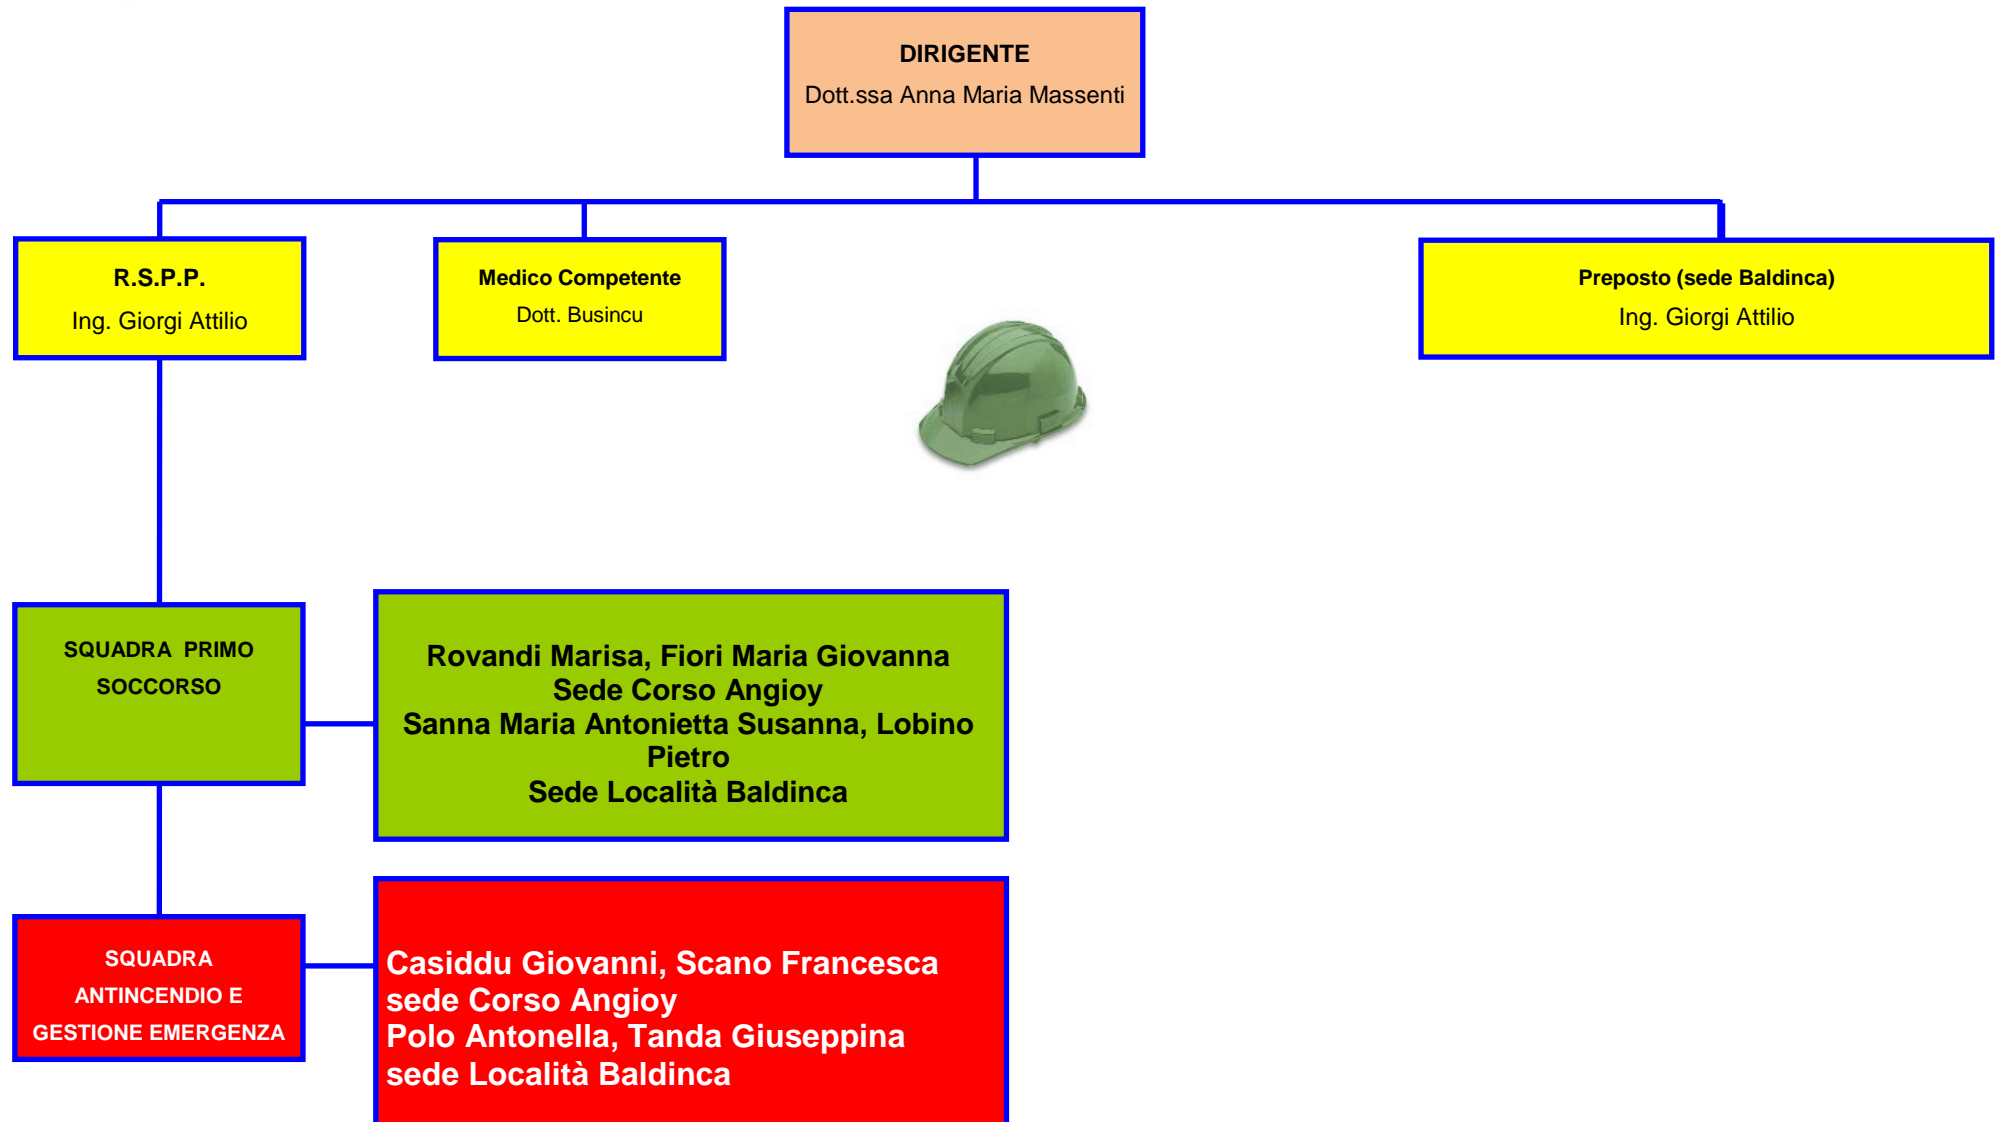 DIRIGENTE
Dott.ssa Anna Maria Massenti
R.S.P.P.
Ing. Giorgi Attilio
Medico Competente
Dott. Busincu
Preposto (sede Baldinca)
Ing. Giorgi Attilio
SQUADRA PRIMO
SOCCORSO
Rovandi Marisa, Fiori Maria Giovanna
Sede Corso Angioy
Sanna Maria Antonietta Susanna, Lobino
Pietro
Sede Località Baldinca
SQUADRA
ANTINCENDIO E
GESTIONE EMERGENZA
Casiddu Giovanni, Scano Francesca
sede Corso Angioy
Polo Antonella, Tanda Giuseppina
sede Località Baldinca